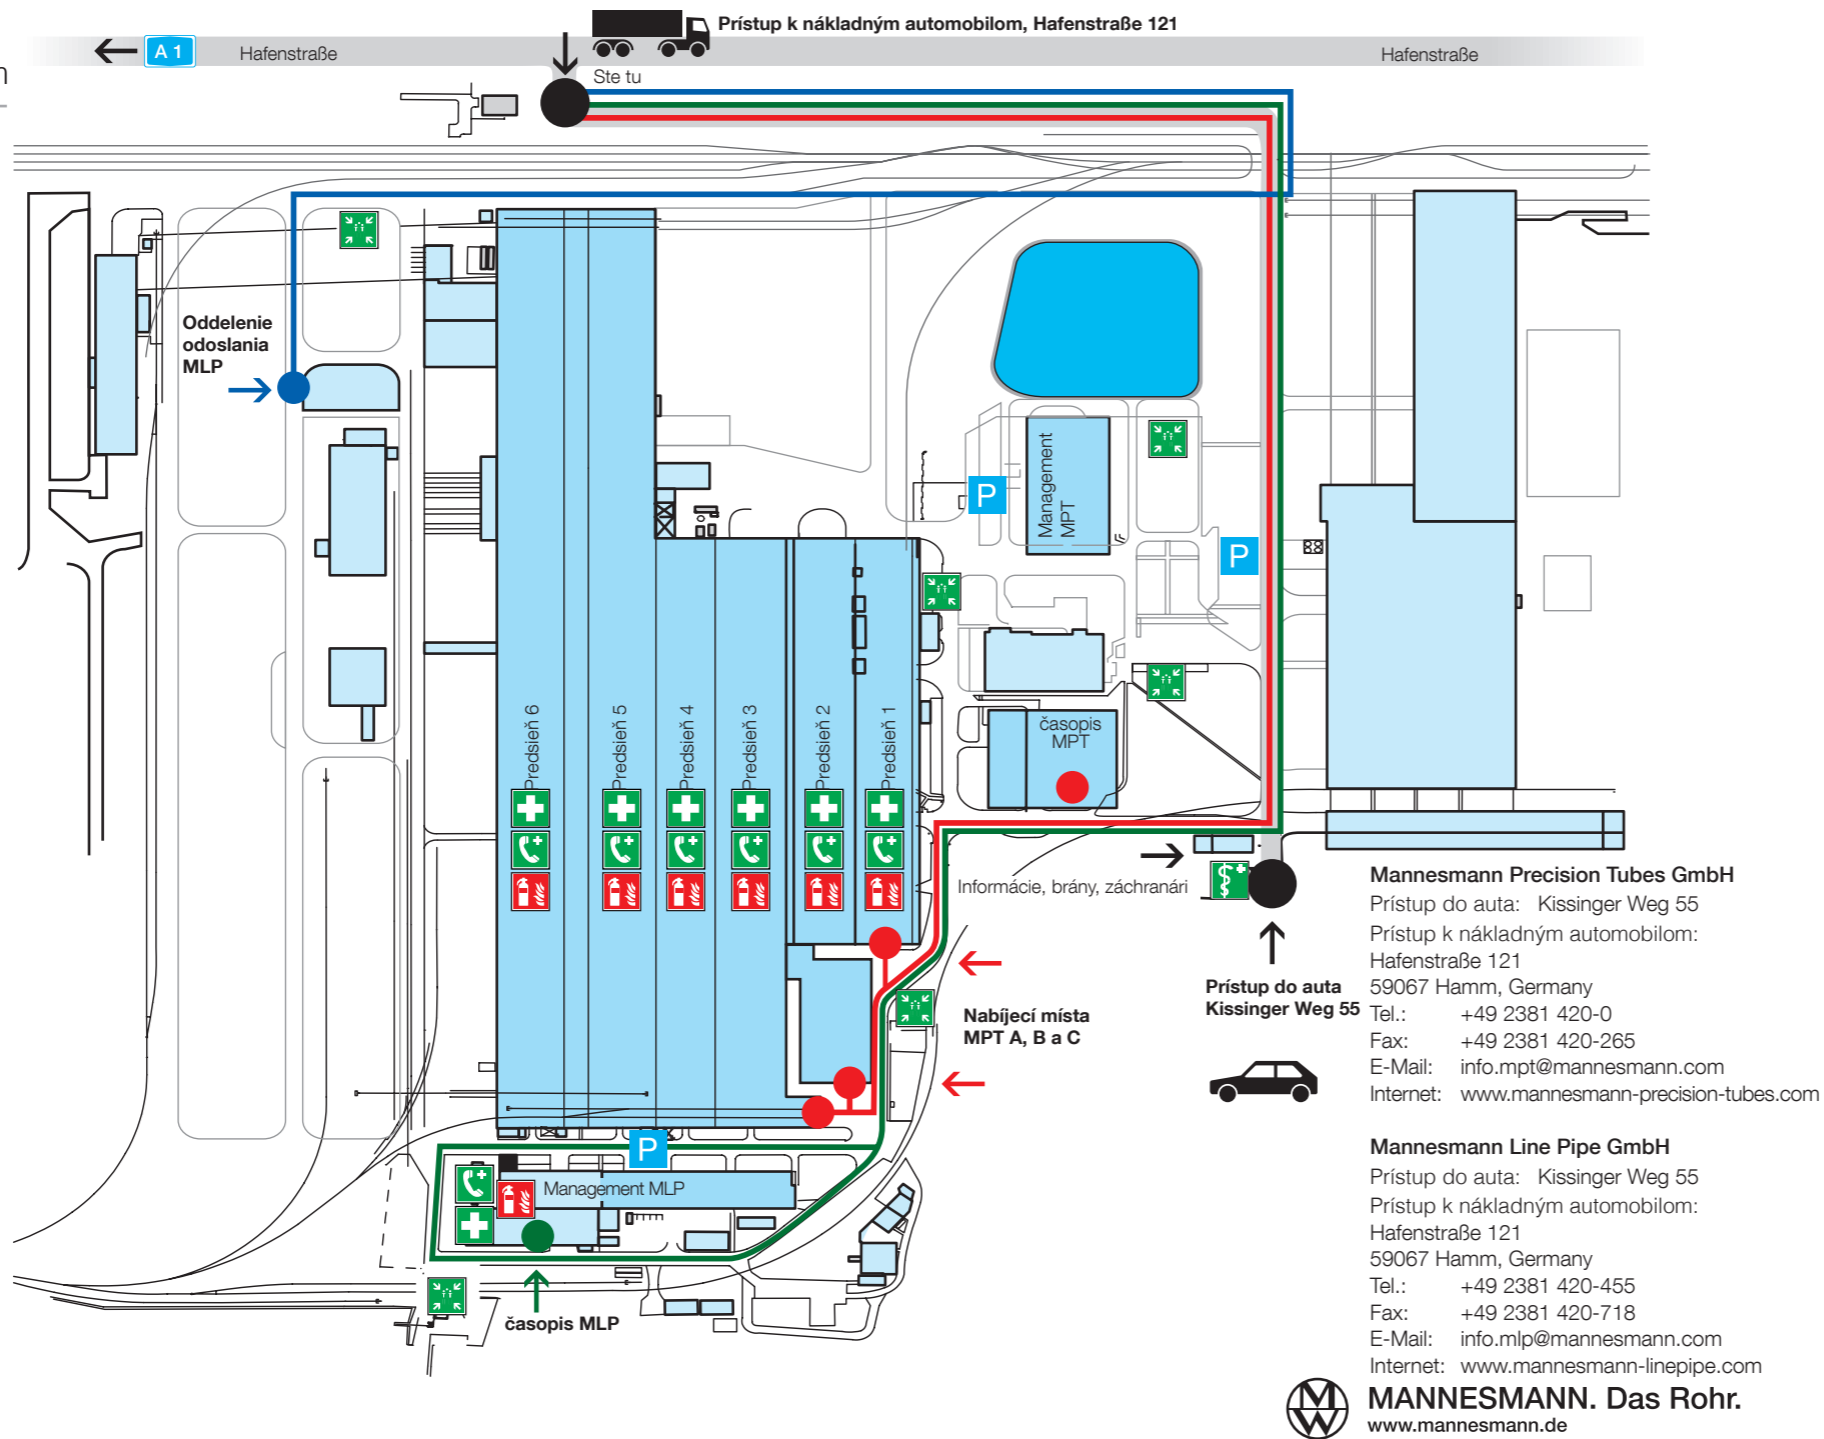 Prístup k nákladným automobilom, Hafenstraße 121
A 1
Hafenstraße
Hafenstraße
Ste tu
Oddelenie
odoslania
MLP
Management
MPT
P
P
časopis
MPT
Predsieň 6
Predsieň 5
Predsieň 4
Predsieň 3
Predsieň 2
Predsieň 1
Informácie, brány, záchranári
Prístup do auta
Kissinger Weg 55
Nabíjecí místa
MPT A, B a C
P
Management MLP
časopis MLP
Mannesmann Precision Tubes GmbH
Prístup do auta: Kissinger Weg 55
Prístup k nákladným automobilom:
Hafenstraße 121
59067 Hamm, Germany
Tel.: +49 2381 420-0
Fax: +49 2381 420-265
E-Mail: info.mpt@mannesmann.com
Internet: www.mannesmann-precision-tubes.com
Mannesmann Line Pipe GmbH
Prístup do auta: Kissinger Weg 55
Prístup k nákladným automobilom:
Hafenstraße 121
59067 Hamm, Germany
Tel.: +49 2381 420-455
Fax: +49 2381 420-718
E-Mail: info.mlp@mannesmann.com
Internet: www.mannesmann-linepipe.com
MANNESMANN. Das Rohr.
www.mannesmann.de